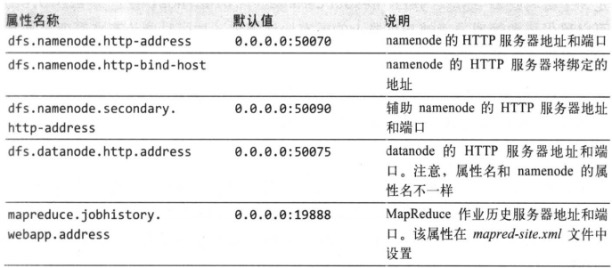 属性名称 默认值 说明
dfs.namenode.http-address 0.0.0.0:50070 namenode 的 HTTP 服务器地址和端口
dfs.namenode.http-bind-host namenode 的 HTTP 服务器将绑定的
地址
dfs.namenode.secondary. 0.0.0.0:50090 辅助 namenode 的 HTTP 服务器地址
http-address 和端口
dfs.datanode.http.address 0.0.0.0:50075 datanode 的 HTTP 服务器地址和端
口。注意，属性名和 namenode 的属
性名不一样
mapreduce.jobhistory. 0.0.0.0:19888 MapReduce 作业历史服务器地址和端
webapp.address 口。该属性在 mapred-site.xml 文件中
设置